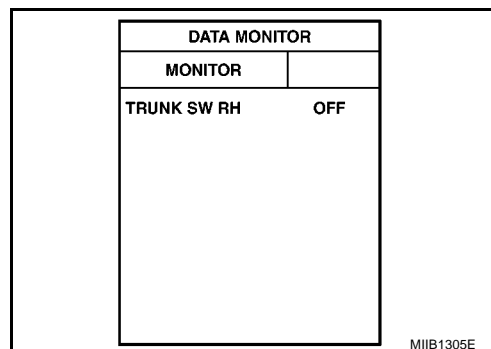 DATA MONITOR
MONITOR
TRUNK SW RH OFF
MIIB1305E